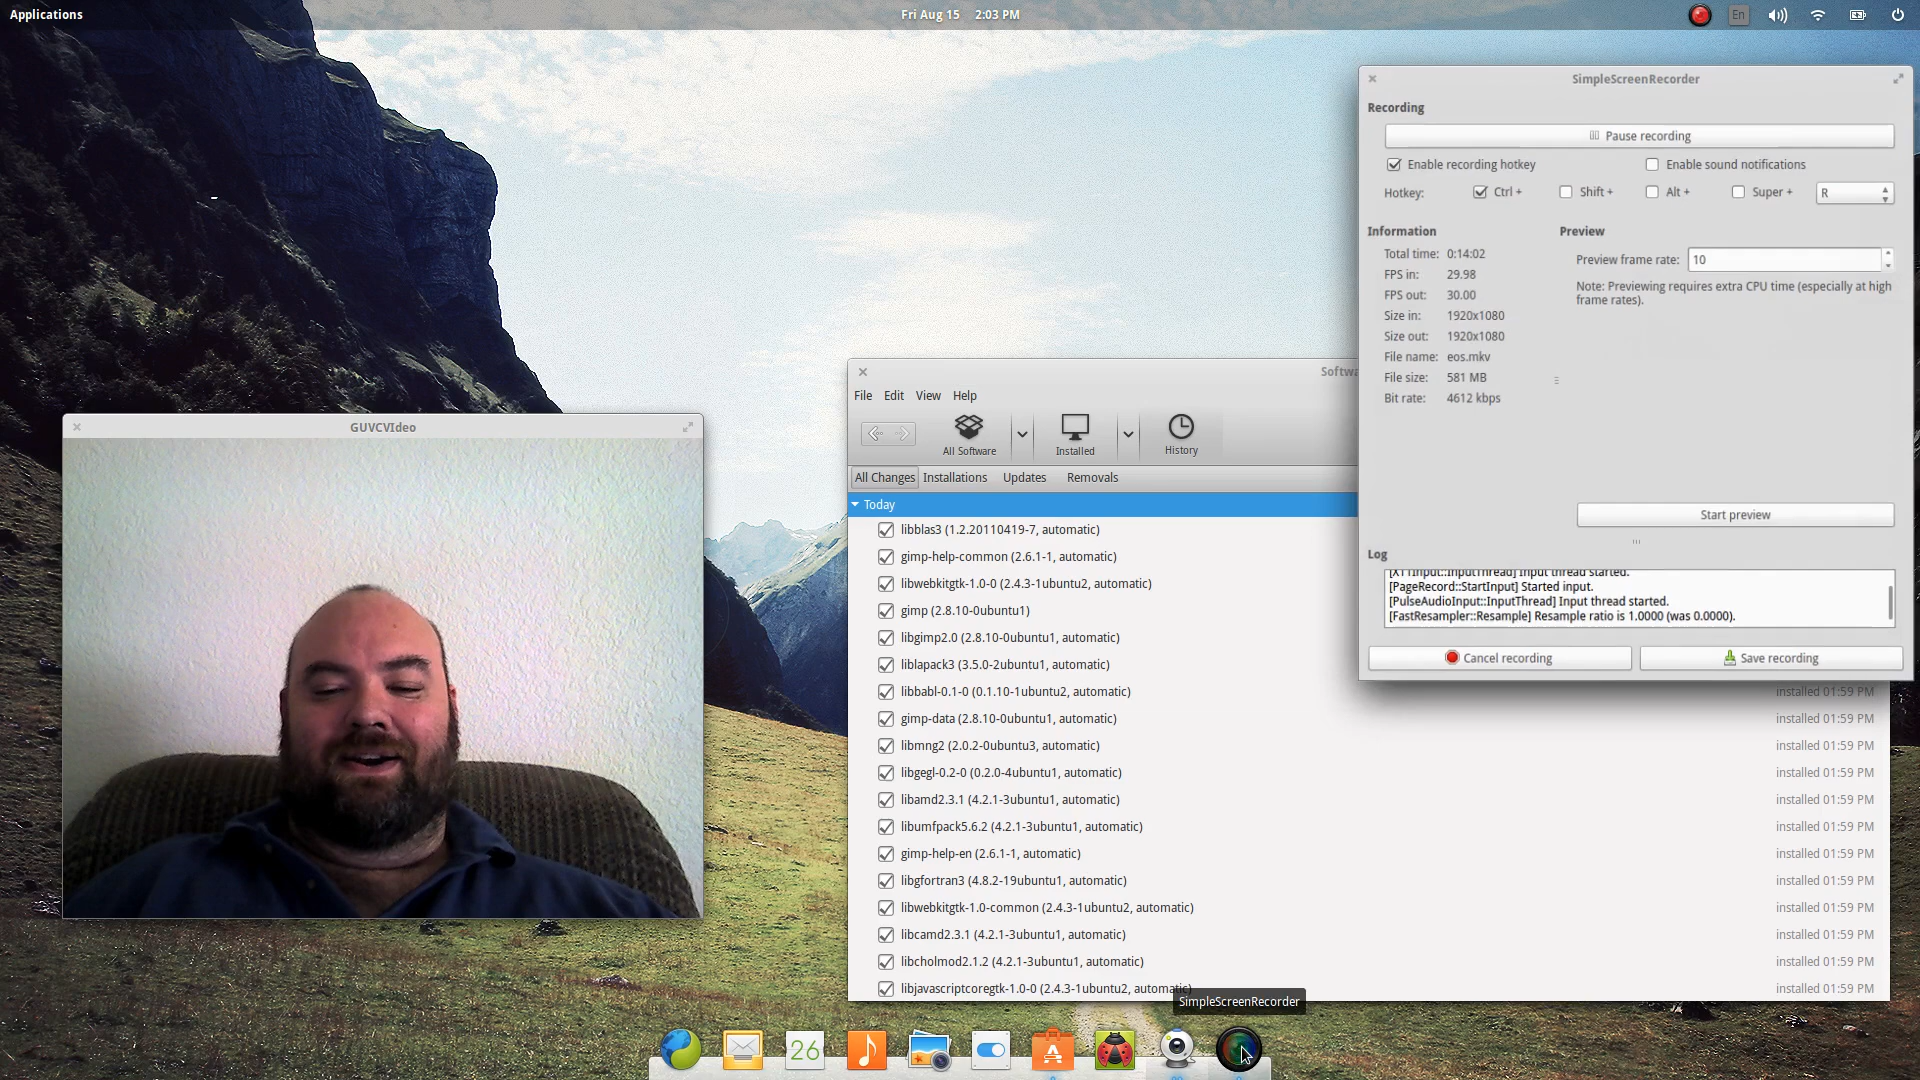 Applications
Fri Aug 15 2:03 PM
En
SimpleScreenRecorder
Recording
Pause recording
Enable recording hotkey
Enable sound notifications
Hotkey: Ctrl + Shift + Alt + Super + R
Information
Total time: 0:14:02
FPS in: 29.98
FPS out: 30.00
Size in: 1920x1080
Size out: 1920x1080
File name: eos.mkv
File size: 581 MB
Bit rate: 4612 kbps
Preview
Preview frame rate: 10
Note: Previewing requires extra CPU time (especially at high
frame rates).
Start preview
Log
[X11Input::InputThread] Input thread started.
[PageRecord::StartInput] Started input.
[PulseAudioInput::InputThread] Input thread started.
[FastResampler::Resample] Resample ratio is 1.0000 (was 0.0000).
Cancel recording
Save recording
GUVCVIdeo
Softwa
File Edit View Help
All Software
Installed
History
All Changes Installations Updates Removals
Today
libblas3 (1.2.20110419-7, automatic)
gimp-help-common (2.6.1-1, automatic)
libwebkitgtk-1.0-0 (2.4.3-1ubuntu2, automatic)
gimp (2.8.10-0ubuntu1)
libgimp2.0 (2.8.10-0ubuntu1, automatic)
liblapack3 (3.5.0-2ubuntu1, automatic)
libbabl-0.1-0 (0.1.10-1ubuntu2, automatic) installed 01:59 PM
gimp-data (2.8.10-0ubuntu1, automatic) installed 01:59 PM
libmng2 (2.0.2-0ubuntu3, automatic) installed 01:59 PM
libgegl-0.2-0 (0.2.0-4ubuntu1, automatic) installed 01:59 PM
libamd2.3.1 (4.2.1-3ubuntu1, automatic) installed 01:59 PM
libumfpack5.6.2 (4.2.1-3ubuntu1, automatic) installed 01:59 PM
gimp-help-en (2.6.1-1, automatic) installed 01:59 PM
libgfortran3 (4.8.2-19ubuntu1, automatic) installed 01:59 PM
libwebkitgtk-1.0-common (2.4.3-1ubuntu2, automatic) installed 01:59 PM
libcamd2.3.1 (4.2.1-3ubuntu1, automatic) installed 01:59 PM
libcholmod2.1.2 (4.2.1-3ubuntu1, automatic) installed 01:59 PM
libjavascriptcoregtk-1.0-0 (2.4.3-1ubuntu2, automatic) installed 01:59 PM
SimpleScreenRecorder
26